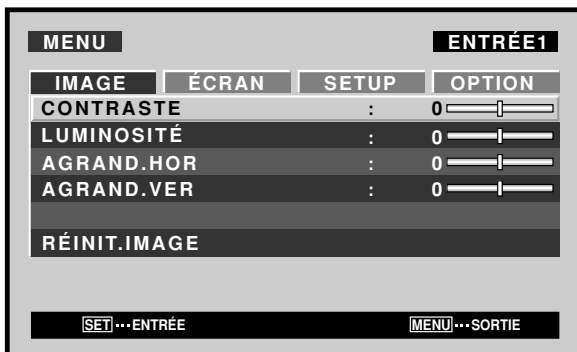 MENU ENTRÉE1
IMAGE ÉCRAN SETUP OPTION
CONTRASTE : 0
LUMINOSITÉ : 0
AGRAND.HOR : 0
AGRAND.VER : 0
RÉINIT.IMAGE
SET ··· ENTRÉE MENU ··· SORTIE